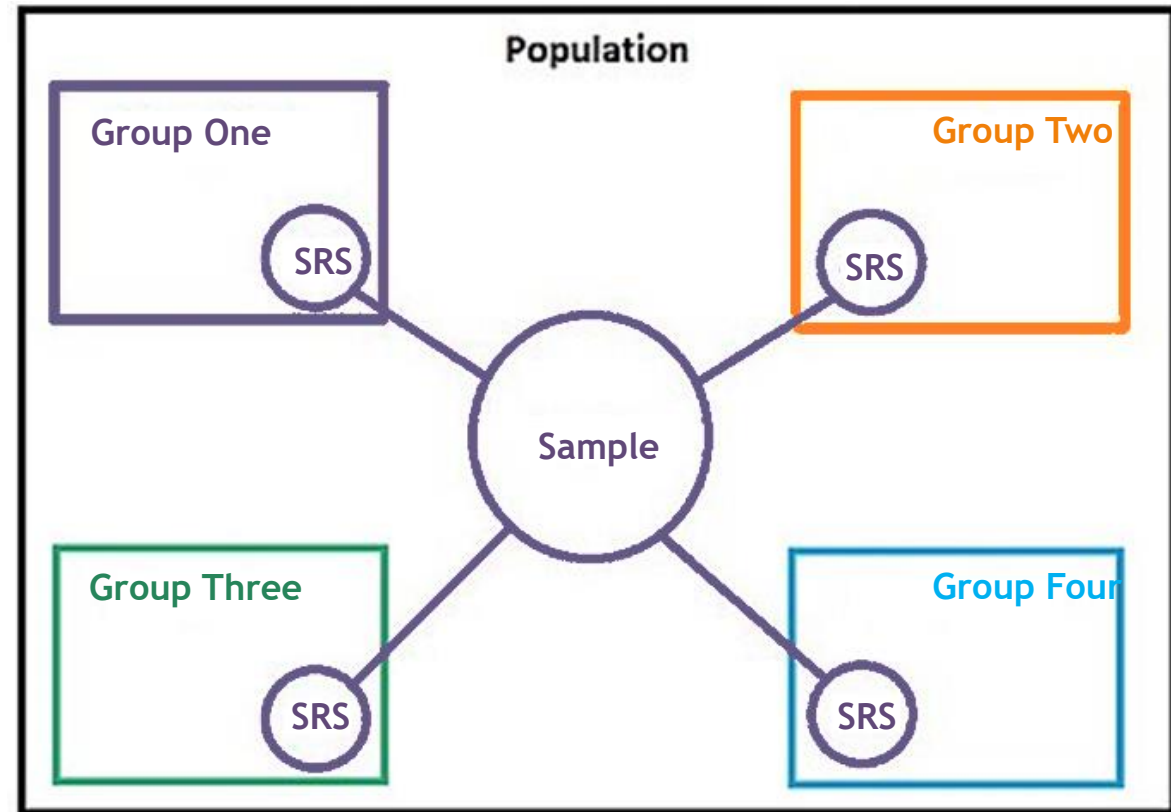 Population
Group One
Group Two
SRS
SRS
Sample
Group Three
Group Four
SRS
SRS